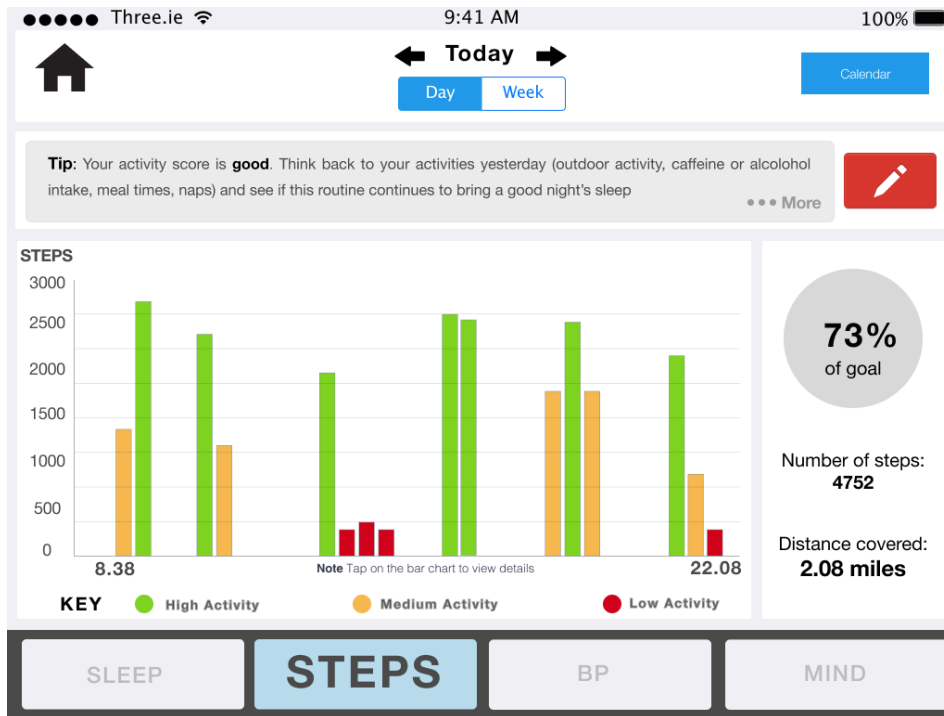 Three.ie 9:41 AM 100%
Today
Day Week
Calendar
Tip: Your activity score is good. Think back to your activities yesterday (outdoor activity, caffeine or alcolohol
intake, meal times, naps) and see if this routine continues to bring a good night's sleep
••• More
STEPS
3000
2500
2000
1500
1000
500
0
8.38
Note Tap on the bar chart to view details
22.08
KEY High Activity Medium Activity Low Activity
73%
of goal
Number of steps:
4752
Distance covered:
2.08 miles
SLEEP STEPS BP MIND